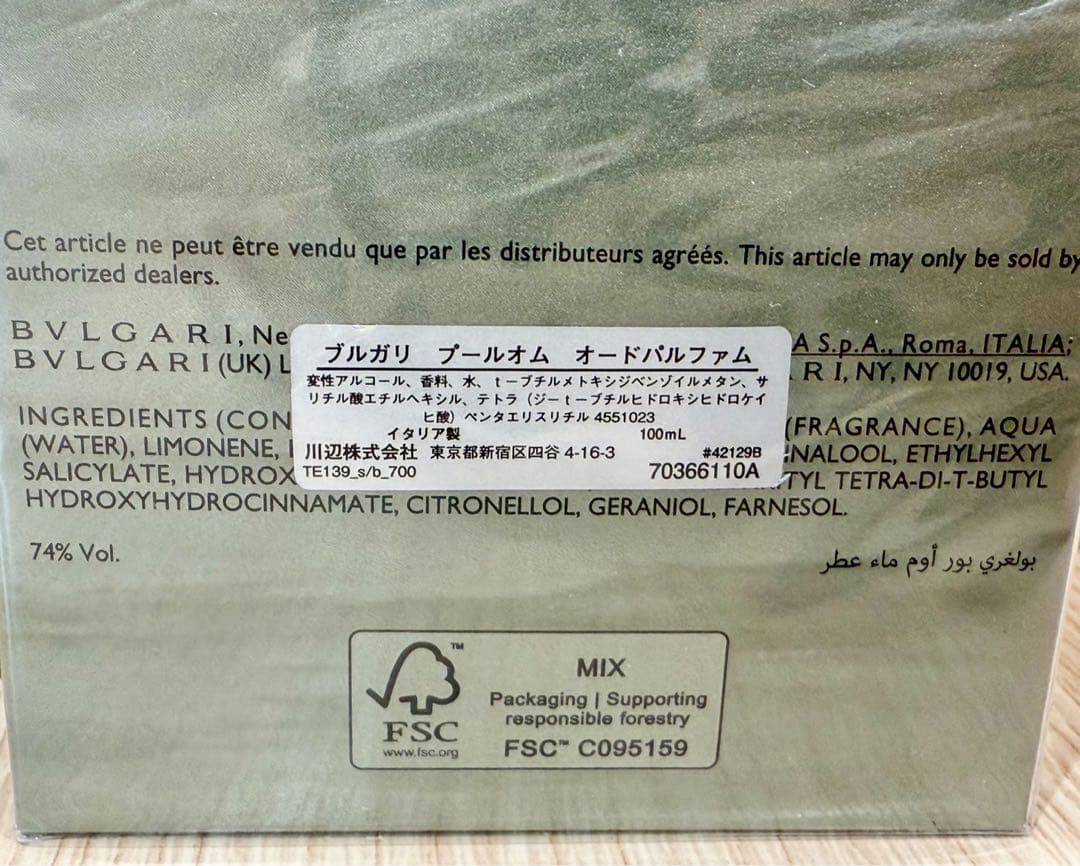 Cet article ne peut être vendu que par les distributeurs agréés. This article may only be sold by
authorized dealers.
BVLGARI, Ne
A S.p.A., Roma, ITALIA;
BVLGARI (UK) L
R I, NY, NY 10019, USA.
ブルガリ プールオム オードパルファム
変性アルコール、香料、水、t－ブチルメトキシジベンゾイルメタン、サ
リチル酸エチルヘキシル、テトラ（ジーt－ブチルヒドロキシヒドロケイ
ヒ酸）ペンタエリスリチル 4551023
イタリア製 100mL
川辺株式会社 東京都新宿区四谷 4-16-3 #42129B
TE139_s/b_700 70366110A
INGREDIENTS (CON
(FRAGRANCE), AQUA
(WATER), LIMONENE,
NALOOL, ETHYLHEXYL
SALICYLATE, HYDROX
TYL TETRA-DI-T-BUTYL
HYDROXYHYDROCINNAMATE, CITRONELLOL, GERANIOL, FARNESOL.
74% Vol.
بولغري بور أوم ماء عطر
TM
FSC
www.fsc.org
MIX
Packaging | Supporting
responsible forestry
FSC™ C095159